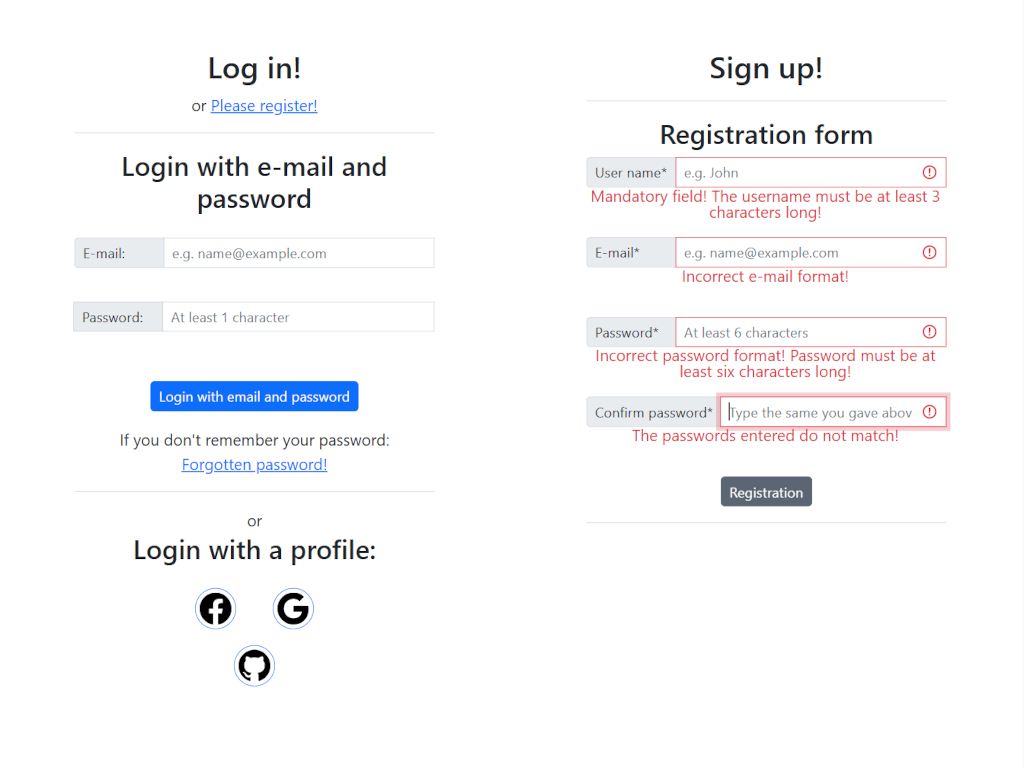 Log in!
or Please register!
Login with e-mail and
password
E-mail:
e.g. name@example.com
Password:
At least 1 character
Login with email and password
If you don't remember your password:
Forgotten password!
or
Login with a profile:
Sign up!
Registration form
User name*
e.g. John
Mandatory field! The username must be at least 3
characters long!
E-mail*
e.g. name@example.com
Incorrect e-mail format!
Password*
At least 6 characters
Incorrect password format! Password must be at
least six characters long!
Confirm password*
Type the same you gave abov
The passwords entered do not match!
Registration